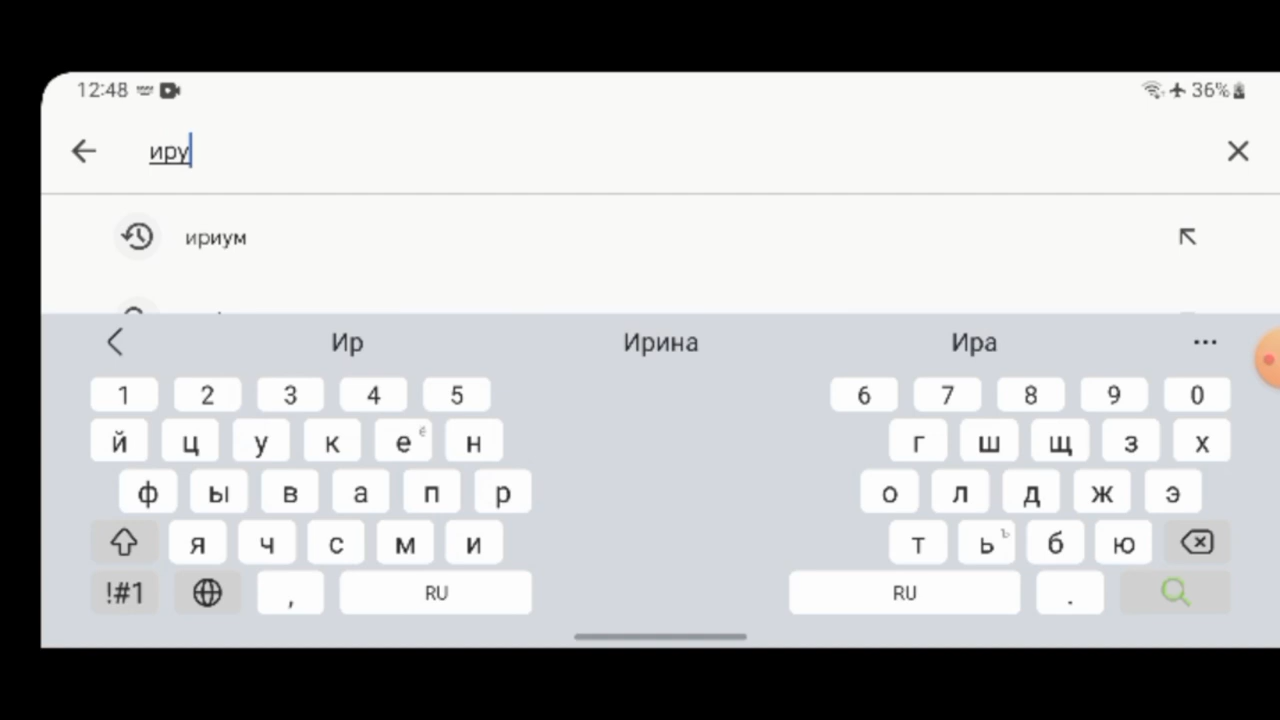 12:48 36%
иру
ириум
Ир Ирина Ира
1 2 3 4 5 6 7 8 9 0
й ц у к е ё н г ш щ з х
ф ы в а п р о л д ж э
я ч с м и т ь ъ б ю
!#1 , RU RU .